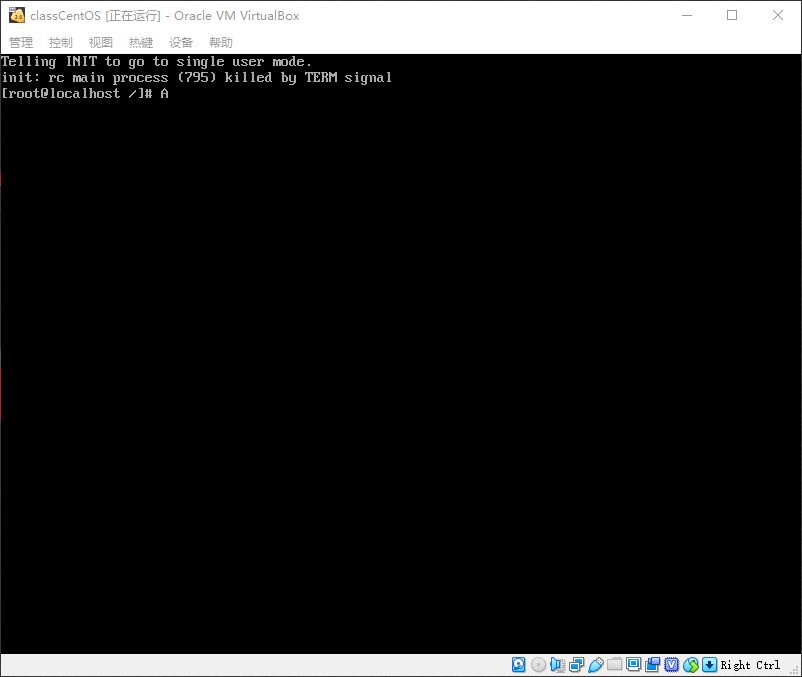 classCentOS [正在运行] - Oracle VM VirtualBox
管理 控制 视图 热键 设备 帮助
Telling INIT to go to single user mode.
init: rc main process (795) killed by TERM signal
[root@localhost /]# A
Right Ctrl